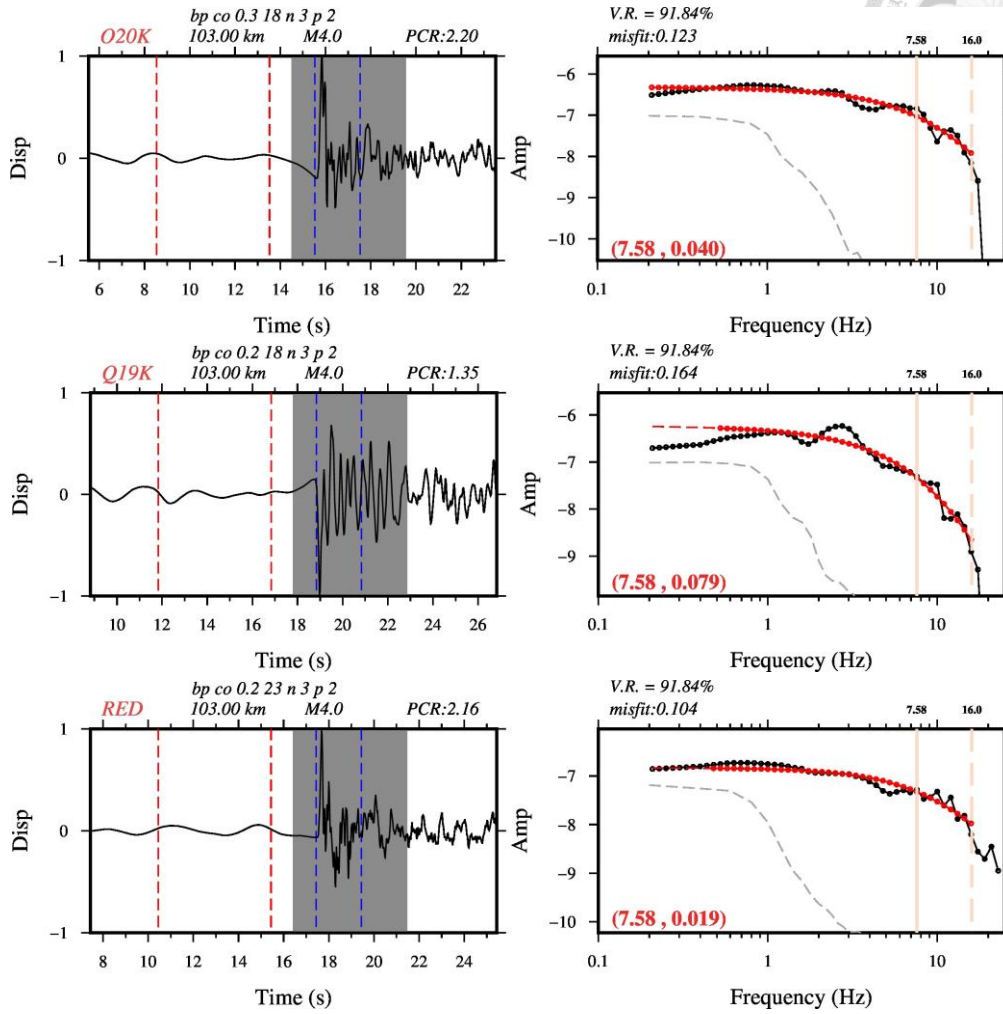 bp co 0.3 18 n 3 p 2
O20K 103.00 km M4.0 PCR:2.20
1
0
−1
Disp
6 8 10 12 14 16 18 20 22
Time (s)
V.R. = 91.84%
misfit:0.123
7.58 16.0
−6
−7
−8
−9
−10
Amp
(7.58 , 0.040)
0.1 1 10
Frequency (Hz)
bp co 0.2 18 n 3 p 2
Q19K 103.00 km M4.0 PCR:1.35
1
0
−1
Disp
10 12 14 16 18 20 22 24 26
Time (s)
V.R. = 91.84%
misfit:0.164
7.58 16.0
−6
−7
−8
−9
Amp
(7.58 , 0.079)
0.1 1 10
Frequency (Hz)
bp co 0.2 23 n 3 p 2
RED 103.00 km M4.0 PCR:2.16
1
0
−1
Disp
8 10 12 14 16 18 20 22 24
Time (s)
V.R. = 91.84%
misfit:0.104
7.58 16.0
−7
−8
−9
−10
Amp
(7.58 , 0.019)
0.1 1 10
Frequency (Hz)